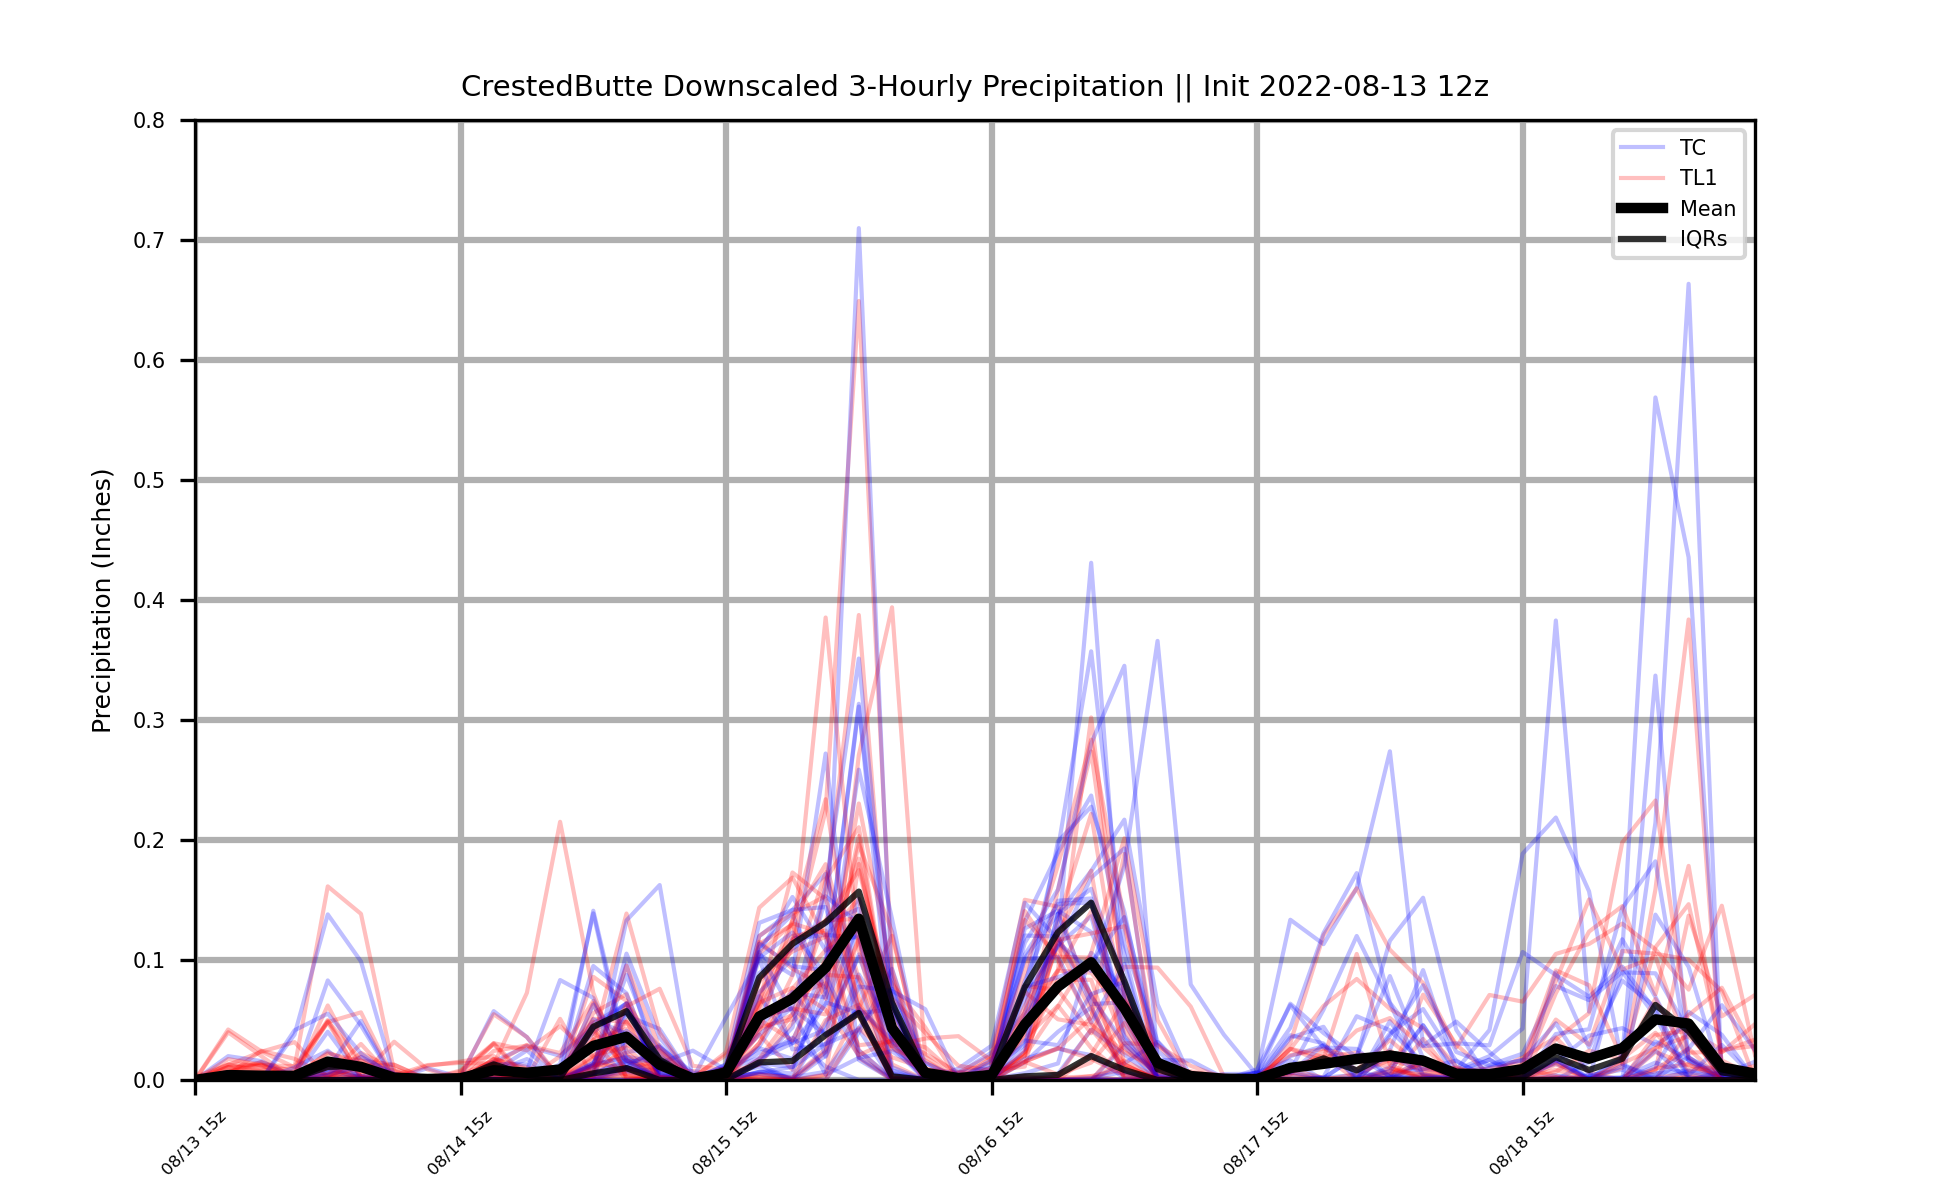 CrestedButte Downscaled 3-Hourly Precipitation || Init 2022-08-13 12z
Precipitation (Inches)
0.8
0.7
0.6
0.5
0.4
0.3
0.2
0.1
0.0
TC
TL1
Mean
IQRs
08/13 15z
08/14 15z
08/15 15z
08/16 15z
08/17 15z
08/18 15z